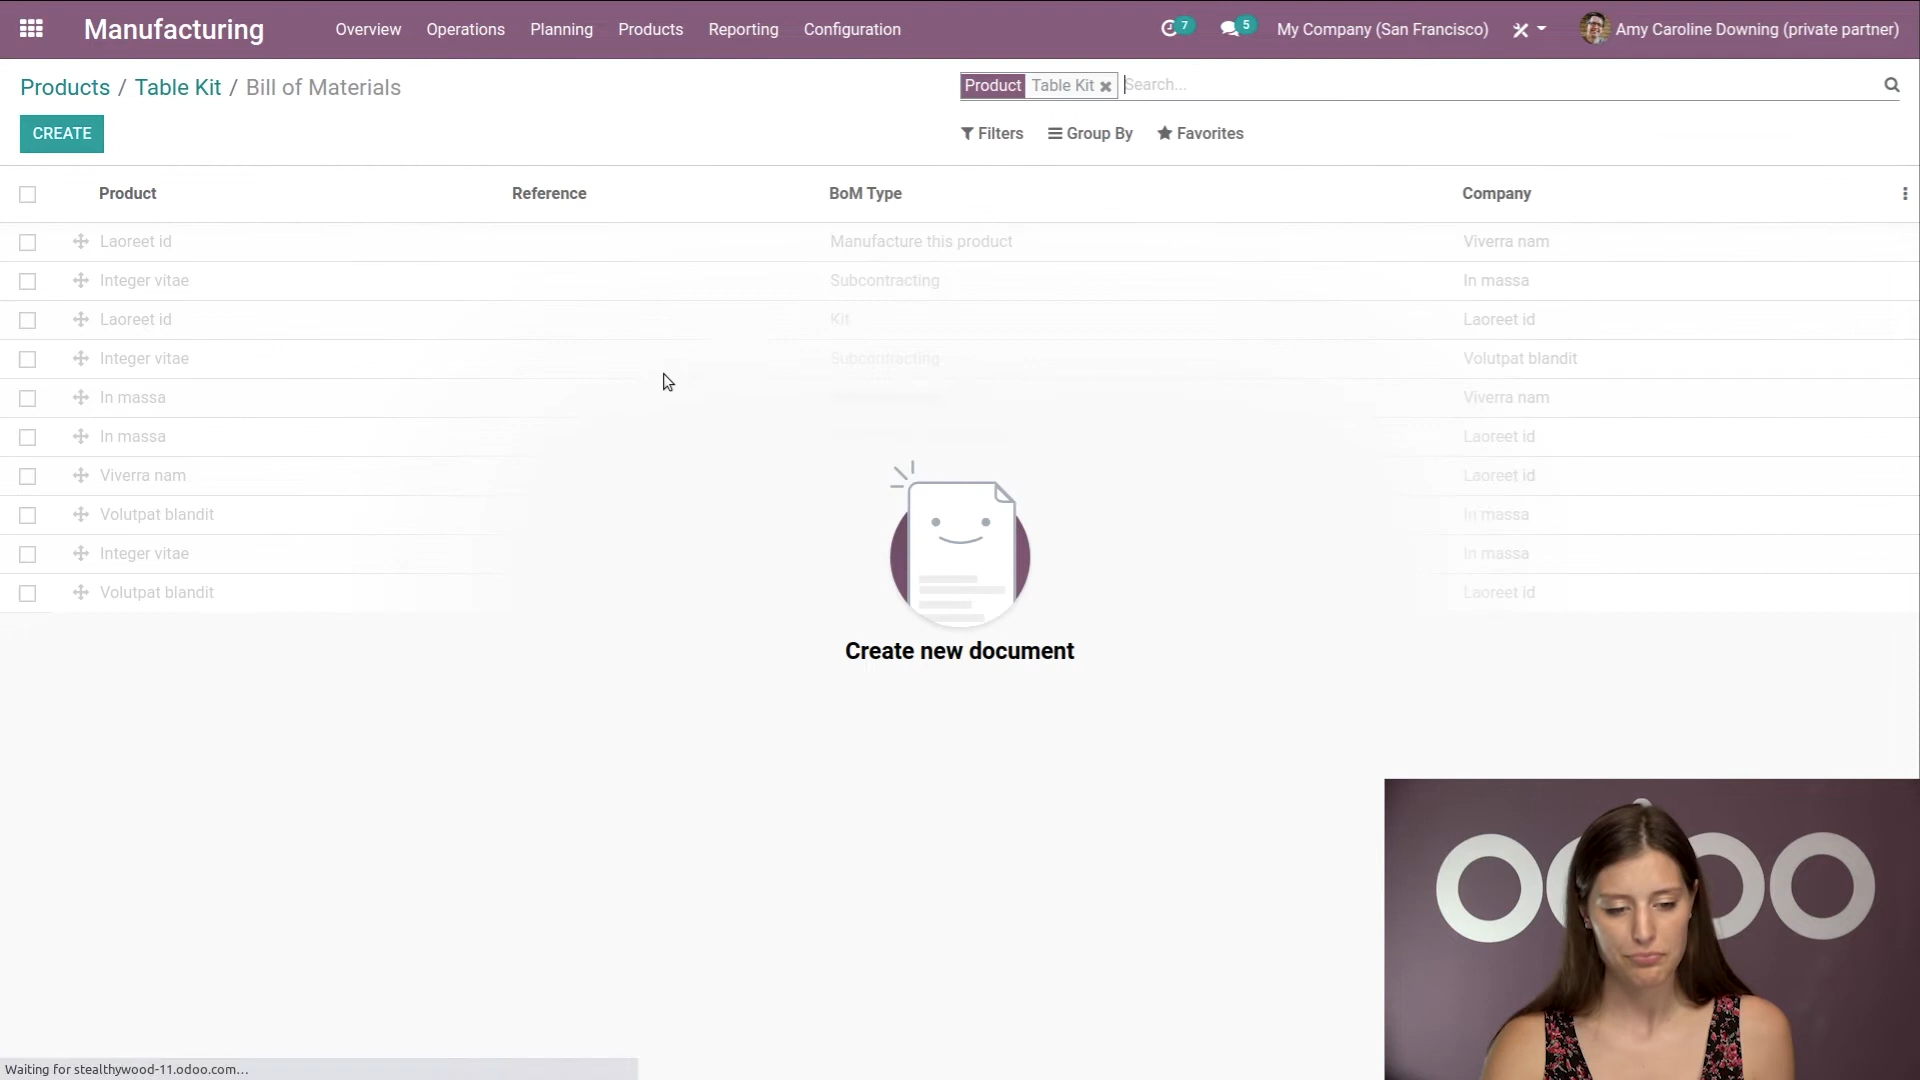 Manufacturing Overview Operations Planning Products Reporting Configuration 7 5 My Company (San Francisco) Amy Caroline Downing (private partner)
Products / Table Kit / Bill of Materials Product Table Kit Search...
CREATE Filters Group By Favorites
Product Reference BoM Type Company
Laoreet id Manufacture this product Viverra nam
Integer vitae Subcontracting In massa
Laoreet id Kit Laoreet id
Integer vitae Subcontracting Volutpat blandit
In massa Viverra nam
In massa Laoreet id
Viverra nam Laoreet id
Volutpat blandit In massa
Integer vitae In massa
Volutpat blandit Laoreet id
Create new document
odoo
Waiting for stealthywood-11.odoo.com...